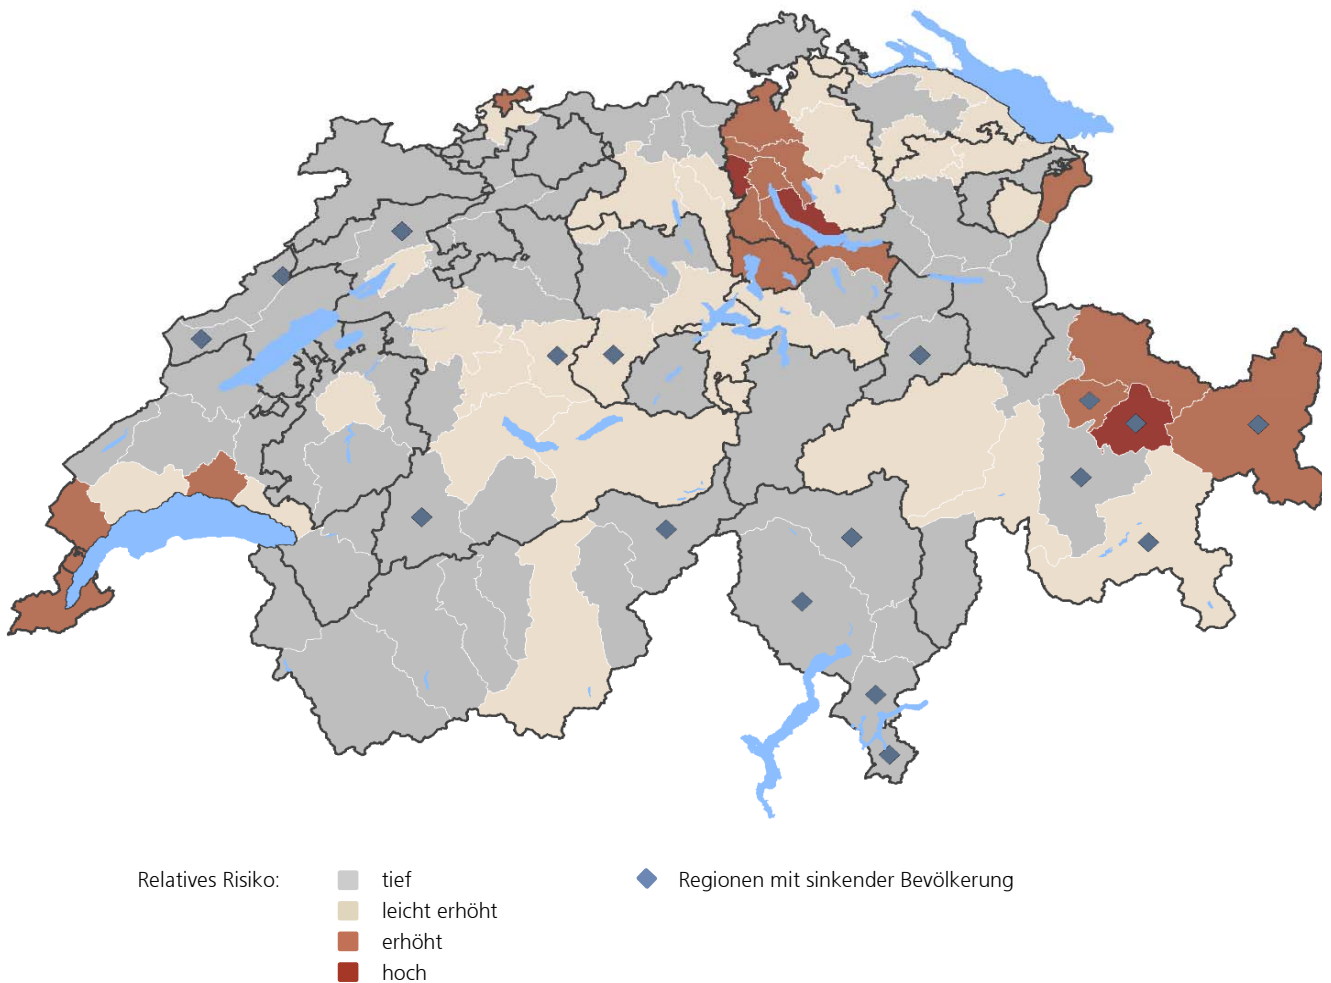 Relatives Risiko:
tief
leicht erhöht
erhöht
hoch
Regionen mit sinkender Bevölkerung